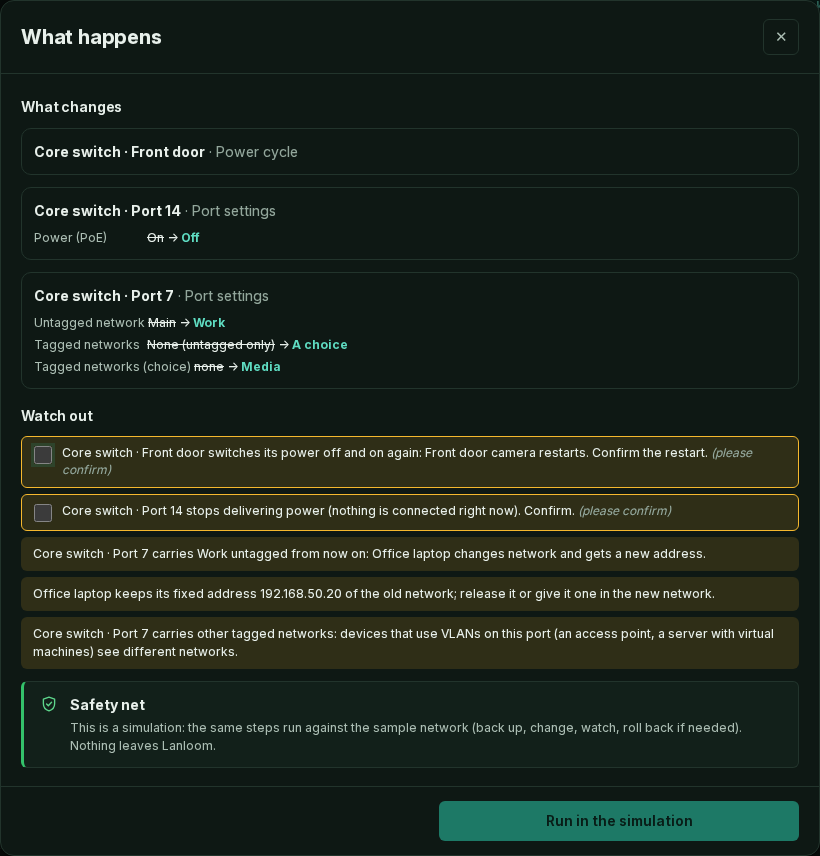 What happens
What changes
Core switch · Front door · Power cycle
Core switch · Port 14 · Port settings
Power (PoE) On → Off
Core switch · Port 7 · Port settings
Untagged network Main → Work
Tagged networks None (untagged only) → A choice
Tagged networks (choice) none → Media
Watch out
Core switch · Front door switches its power off and on again: Front door camera restarts. Confirm the restart. (please
confirm)
Core switch · Port 14 stops delivering power (nothing is connected right now). Confirm. (please confirm)
Core switch · Port 7 carries Work untagged from now on: Office laptop changes network and gets a new address.
Office laptop keeps its fixed address 192.168.50.20 of the old network; release it or give it one in the new network.
Core switch · Port 7 carries other tagged networks: devices that use VLANs on this port (an access point, a server with virtual
machines) see different networks.
Safety net
This is a simulation: the same steps run against the sample network (back up, change, watch, roll back if needed).
Nothing leaves Lanloom.
Run in the simulation